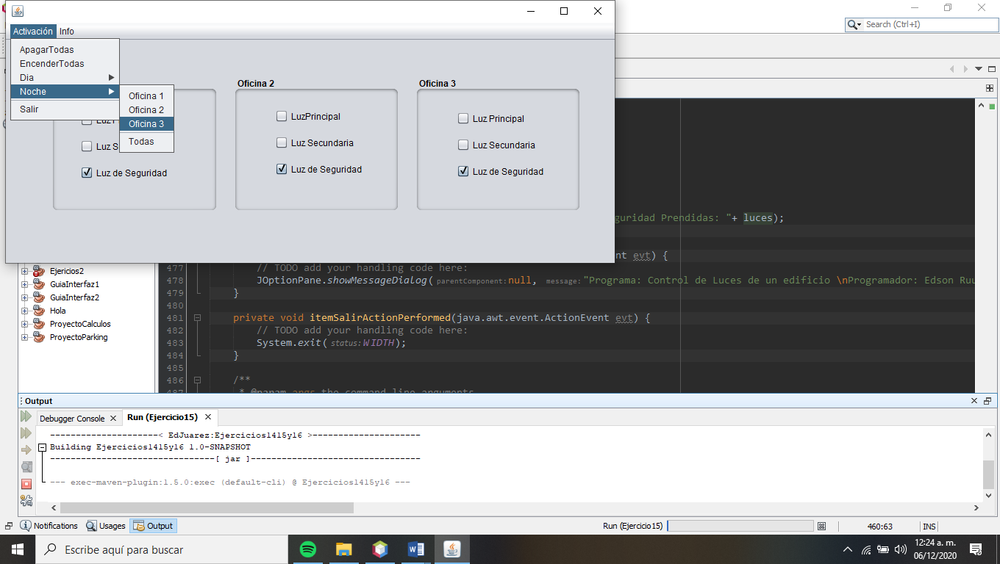 Search (Ctrl+I)
Activación Info
ApagarTodas
EncenderTodas
Dia
Noche
Salir
Oficina 1
Oficina 2
Oficina 3
Todas
Luz S
Luz de Seguridad
Oficina 2
LuzPrincipal
Luz Secundaria
Luz de Seguridad
Oficina 3
Luz Principal
Luz Secundaria
Luz de Seguridad
guridad Prendidas: "+ luces);
nt evt) {
477 // TODO add your handling code here:
478 JOptionPane.showMessageDialog( parentComponent: null, message: "Programa: Control de Luces de un edificio \nProgramador: Edson Ruu
479 }
480
481 private void itemSalirActionPerformed(java.awt.event.ActionEvent evt) {
482 // TODO add your handling code here:
483 System.exit( status: WIDTH);
484 }
485
486 /**
487 * @param args the command line arguments
Ejericios2
GuiaInterfaz1
GuiaInterfaz2
Hola
ProyectoCalculos
ProyectoParking
Output
Debugger Console Run (Ejercicio15)
---------------------< EdJuarez:Ejercicios1415y16 >---------------------
Building Ejercicios1415y16 1.0-SNAPSHOT
--------------------------------[ jar ]---------------------------------
--- exec-maven-plugin:1.5.0:exec (default-cli) @ Ejercicios1415y16 ---
Notifications Usages Output Run (Ejercicio15) 460:63 INS
Escribe aquí para buscar
12:24 a. m.
06/12/2020